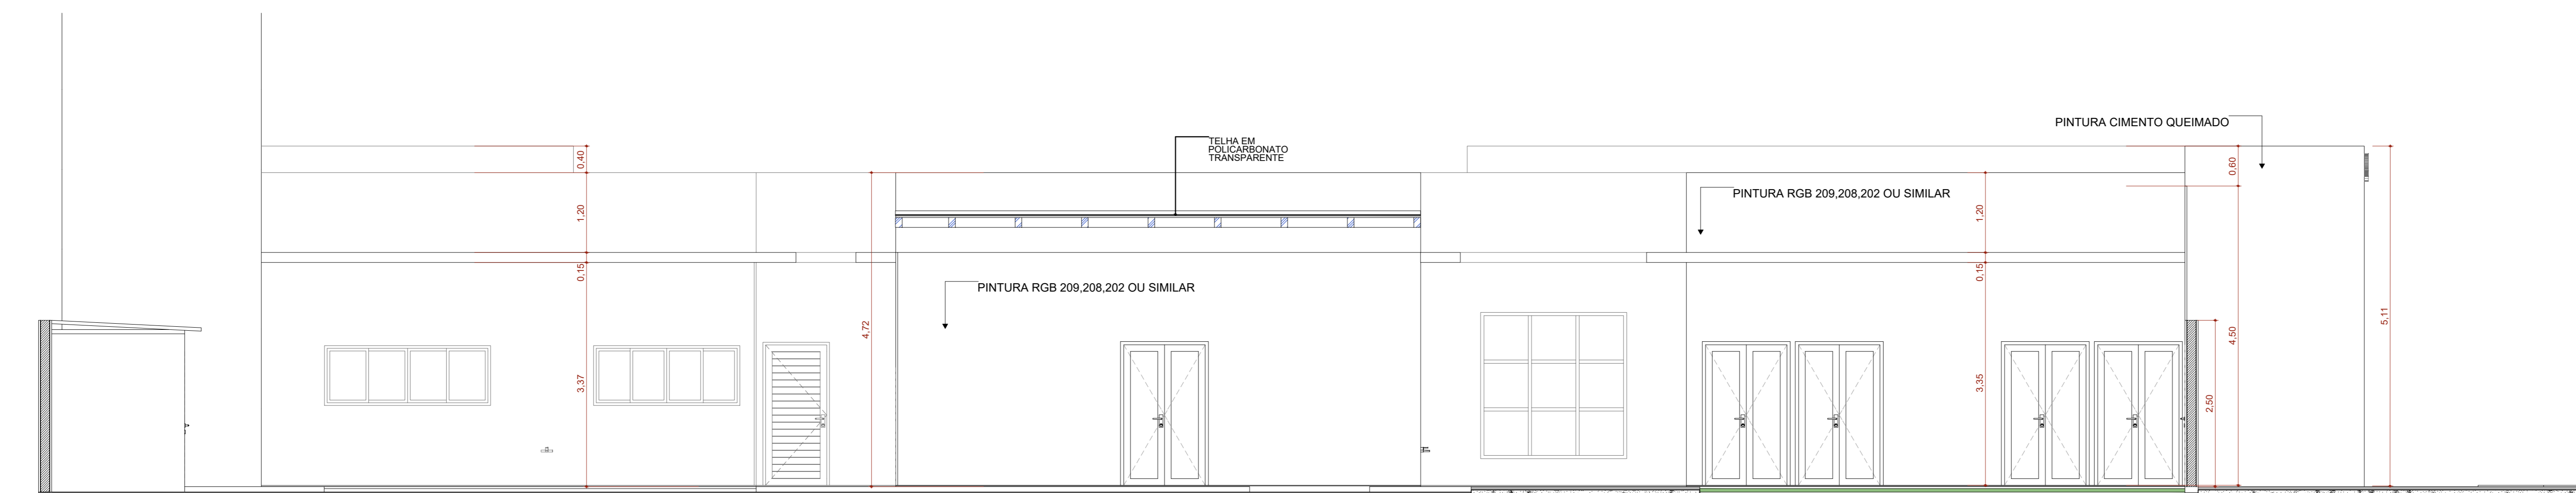 PINTURA CIMENTO QUEIMADO
TELHA EM
POLICARBONATO
TRANSPARENTE
0,40
0,60
PINTURA RGB 209,208,202 OU SIMILAR
1,20
1,20
0,15
0,15
PINTURA RGB 209,208,202 OU SIMILAR
4,72
5,11
4,50
3,37
3,35
2,50